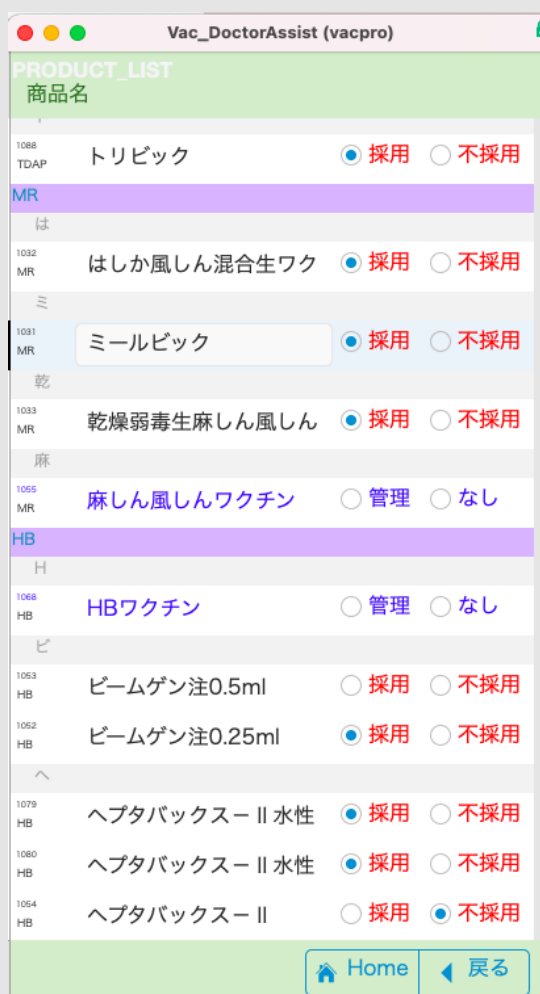 Vac_DoctorAssist (vacpro)
PRODUCT_LIST
商品名
1088
TDAP トリビック 採用 不採用
MR
は
1032
MR はしか風しん混合生ワク 採用 不採用
ミ
1031
MR ミールビック 採用 不採用
乾
1033
MR 乾燥弱毒生麻しん風しん 採用 不採用
麻
1055
MR 麻しん風しんワクチン 管理 なし
HB
H
1068
HB HBワクチン 管理 なし
ビ
1053
HB ビームゲン注0.5ml 採用 不採用
1052
HB ビームゲン注0.25ml 採用 不採用
ヘ
1079
HB ヘプタバックスーⅡ水性 採用 不採用
1080
HB ヘプタバックスーⅡ水性 採用 不採用
1054
HB ヘプタバックスーⅡ 採用 不採用
Home 戻る